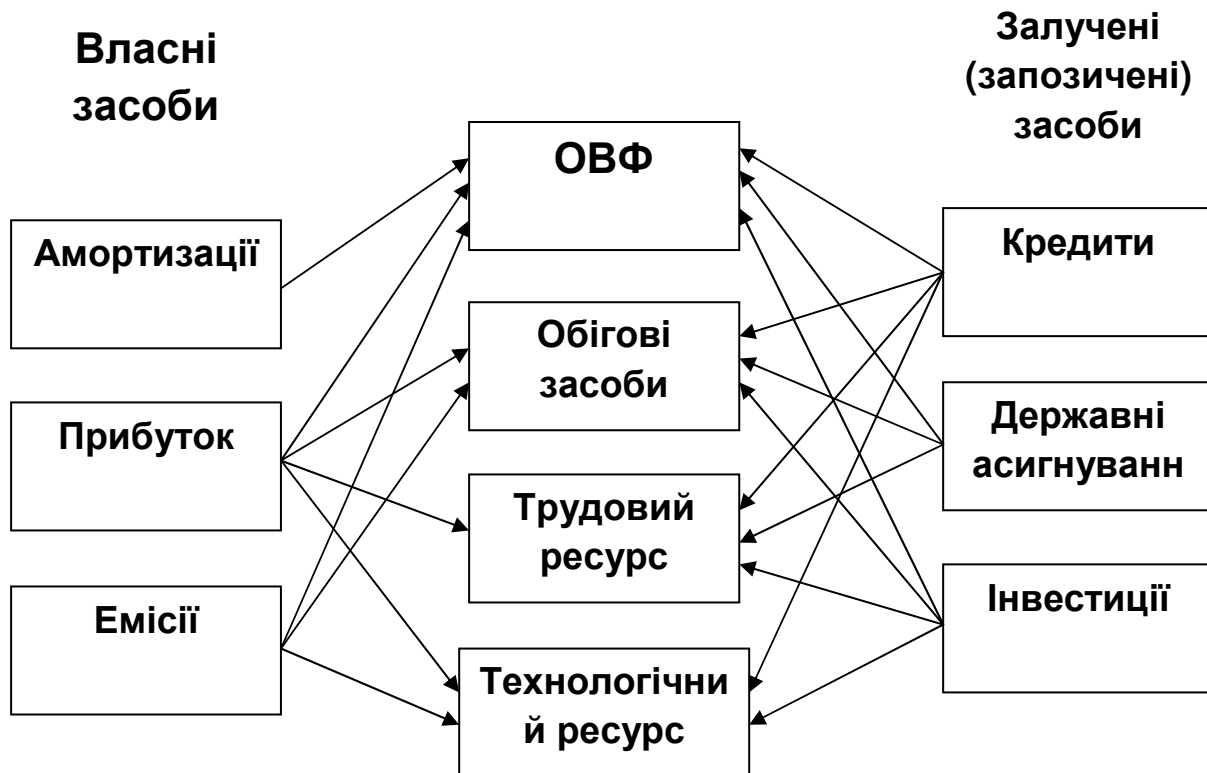 Власні
засоби
Залучені
(запозичені)
засоби
ОВФ
Амортизації
Кредити
Обігові
засоби
Прибуток
Державні
асигнуванн
Трудовий
ресурс
Емісії
Інвестиції
Технологічни
й ресурс